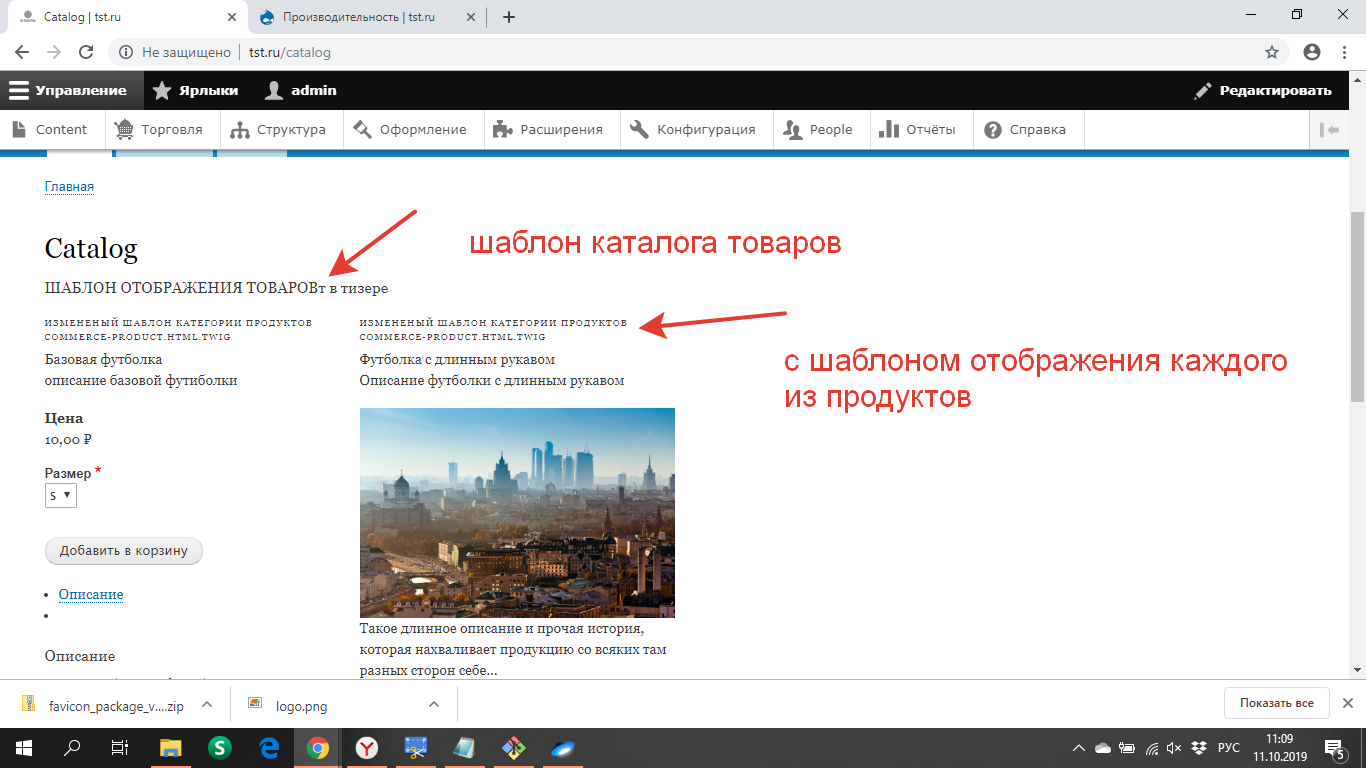 Catalog | tst.ru
Производительность | tst.ru
Не защищено
tst.ru/catalog
Управление
Ярлыки
admin
Редактировать
Content
Торговля
Структура
Оформление
Расширения
Конфигурация
People
Отчёты
Справка
Главная
Catalog
шаблон каталога товаров
ШАБЛОН ОТОБРАЖЕНИЯ ТОВАРОВт в тизере
ИЗМЕНЕНЫЙ ШАБЛОН КАТЕГОРИИ ПРОДУКТОВ
COMMERCE-PRODUCT.HTML.TWIG
Базовая футболка
описание базовой футиболки
Цена
10,00 ₽
Размер *
S
Добавить в корзину
Описание
Описание
ИЗМЕНЕНЫЙ ШАБЛОН КАТЕГОРИИ ПРОДУКТОВ
COMMERCE-PRODUCT.HTML.TWIG
Футболка с длинным рукавом
Описание футболки с длинным рукавом
Такое длинное описание и прочая история,
которая нахваливает продукцию со всяких там
разных сторон себе...
с шаблоном отображения каждого
из продуктов
favicon_package_v....zip
logo.png
Показать все
S
РУС
11:09
11.10.2019
5